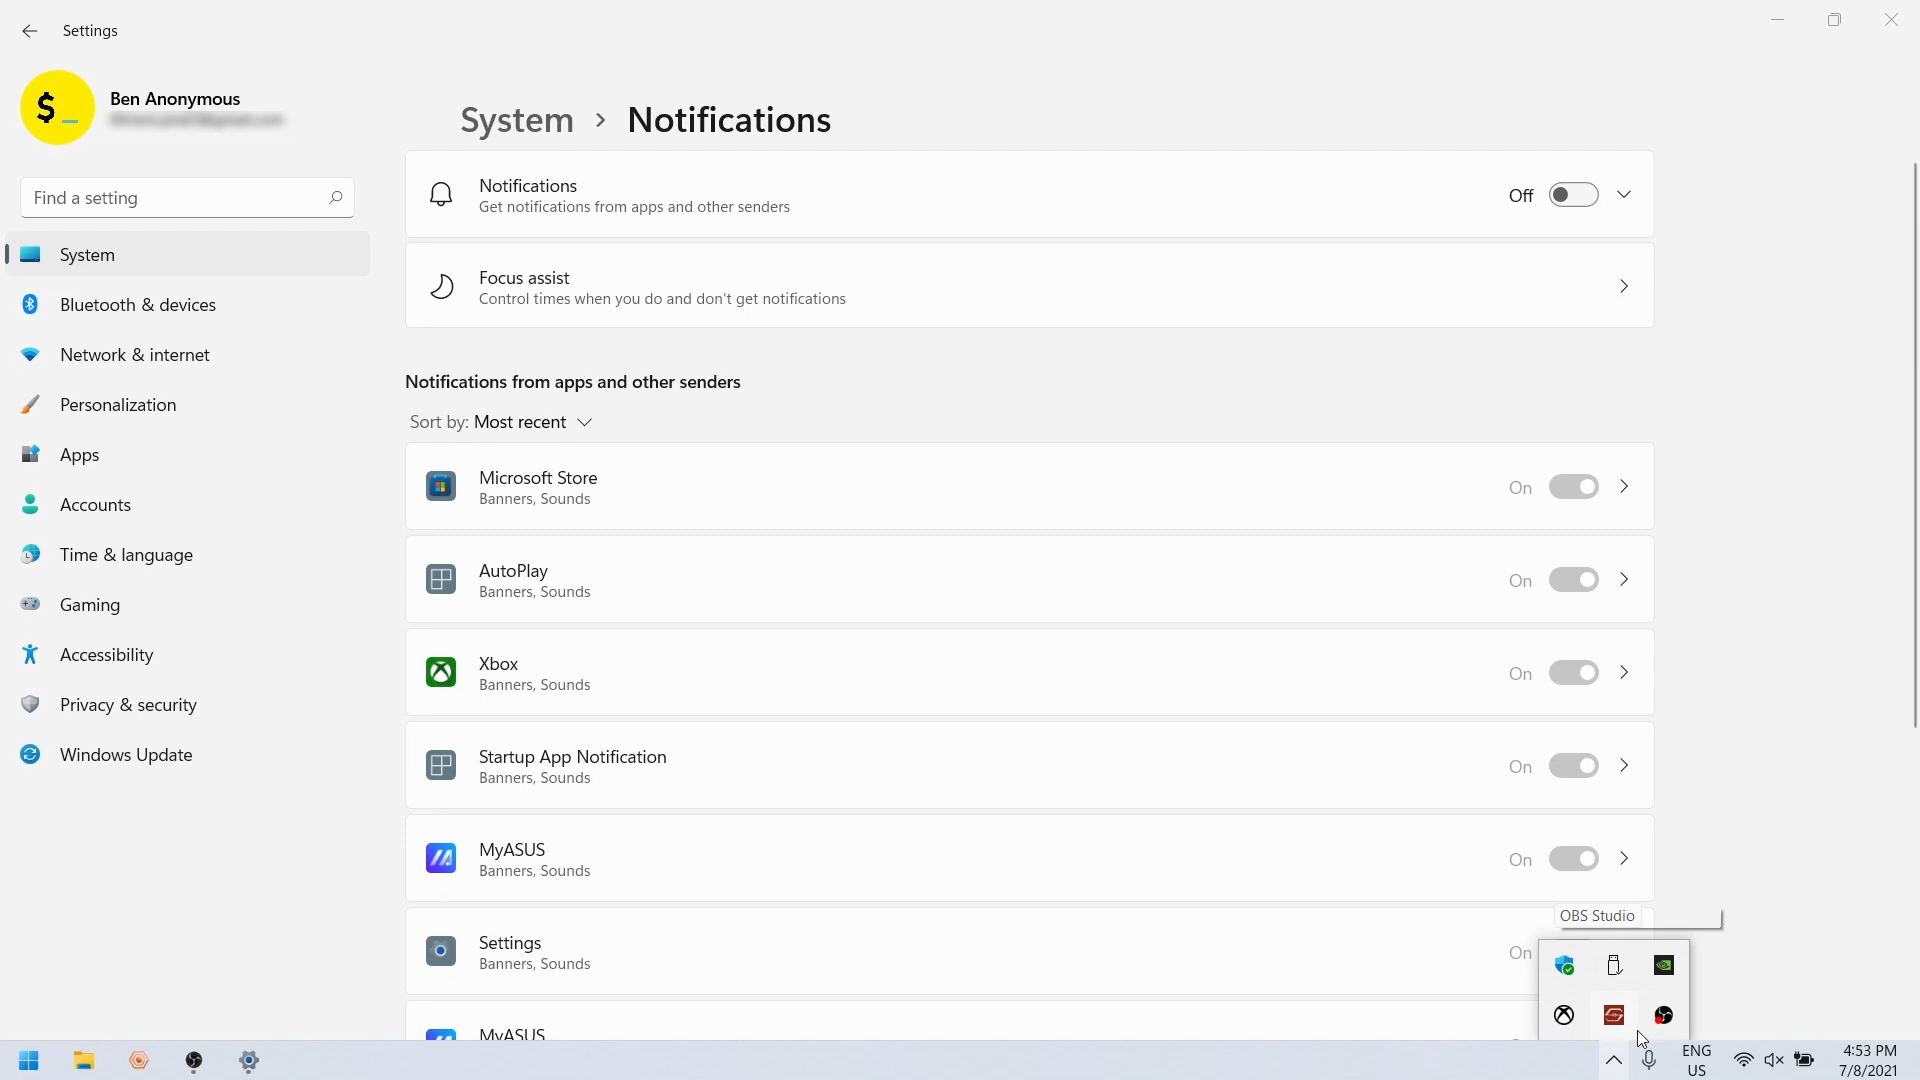 Settings
Ben Anonymous
$_
System > Notifications
Find a setting
System
Bluetooth & devices
Network & internet
Personalization
Apps
Accounts
Time & language
Gaming
Accessibility
Privacy & security
Windows Update
Notifications
Get notifications from apps and other senders
Off
Focus assist
Control times when you do and don't get notifications
Notifications from apps and other senders
Sort by: Most recent
Microsoft Store
Banners, Sounds
On
AutoPlay
Banners, Sounds
On
Xbox
Banners, Sounds
On
Startup App Notification
Banners, Sounds
On
MyASUS
Banners, Sounds
On
OBS Studio
Settings
Banners, Sounds
On
MyASUS
ENG
US
4:53 PM
7/8/2021